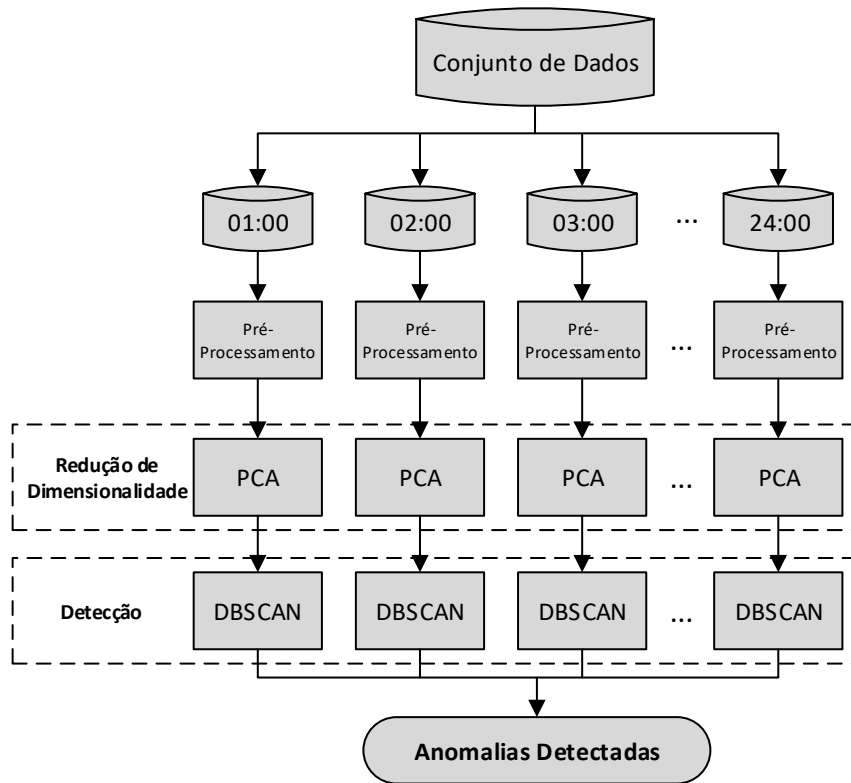 Conjunto de Dados
01:00
02:00
03:00
...
24:00
Pré-
Processamento
Pré-
Processamento
Pré-
Processamento
...
Pré-
Processamento
Redução de
Dimensionalidade
PCA
PCA
PCA
...
PCA
Detecção
DBSCAN
DBSCAN
DBSCAN
...
DBSCAN
Anomalias Detectadas